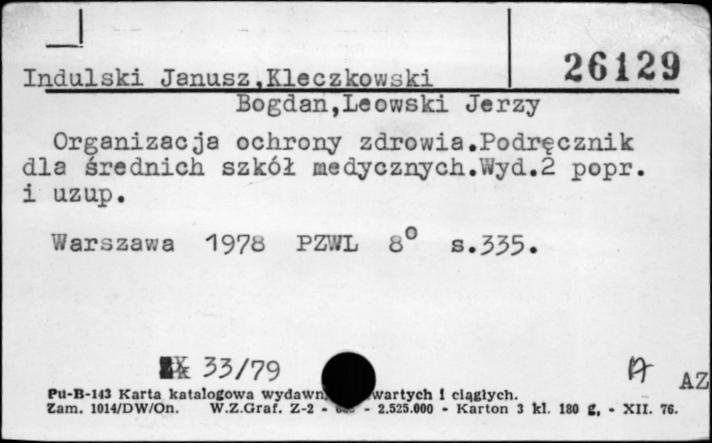 26129
Indulski Janusz,Kleczkowski
Bogdan,Leowski Jerzy
Organizacja ochrony zdrowia.Podręcznik
dla średnich szkół medycznych.Wyd.2 popr.
i uzup.
Warszawa 1978 PZWL 8° s.335.
33/79
AZ
Pu-B-143 Karta katalogowa wydawn. wartych i ciągłych.
Zam. 1014/DW/On. W.Z.Graf. Z-2 - - 2.525.000 - Karton 3 kl. 180 g, - XII. 76.